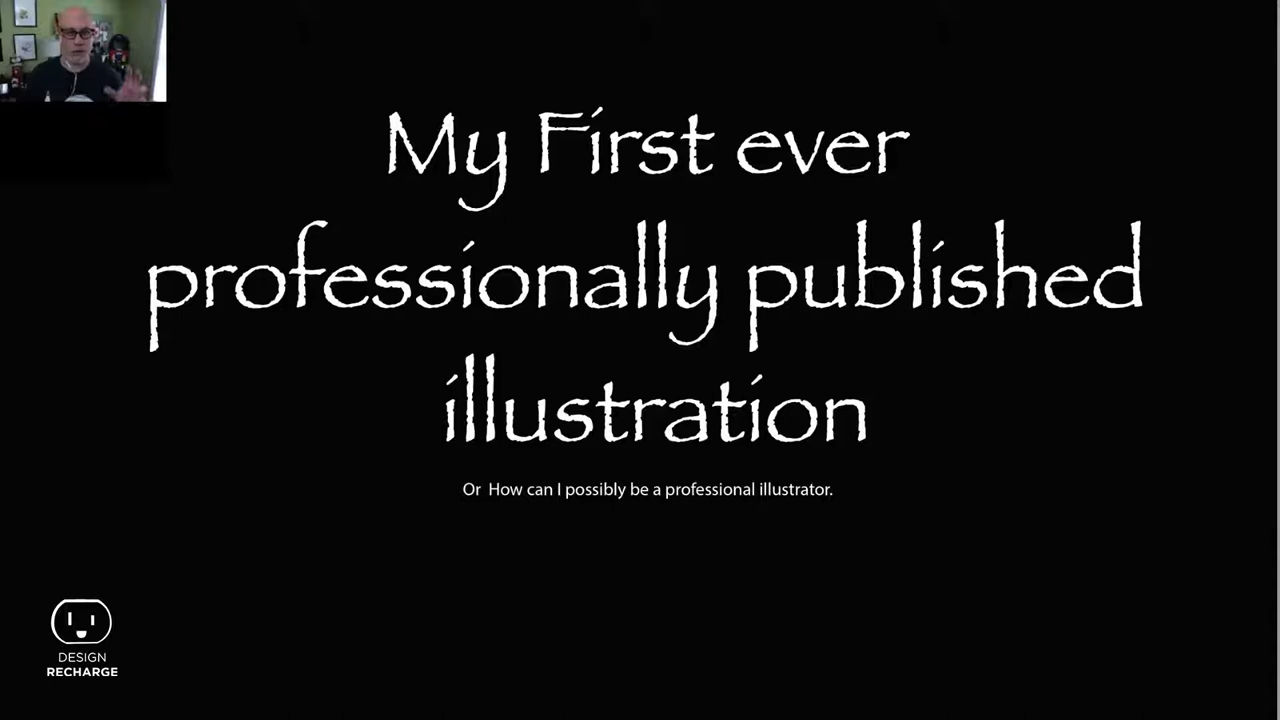 My First ever
professionally published
illustration
Or How can I possibly be a professional illustrator.
DESIGN
RECHARGE